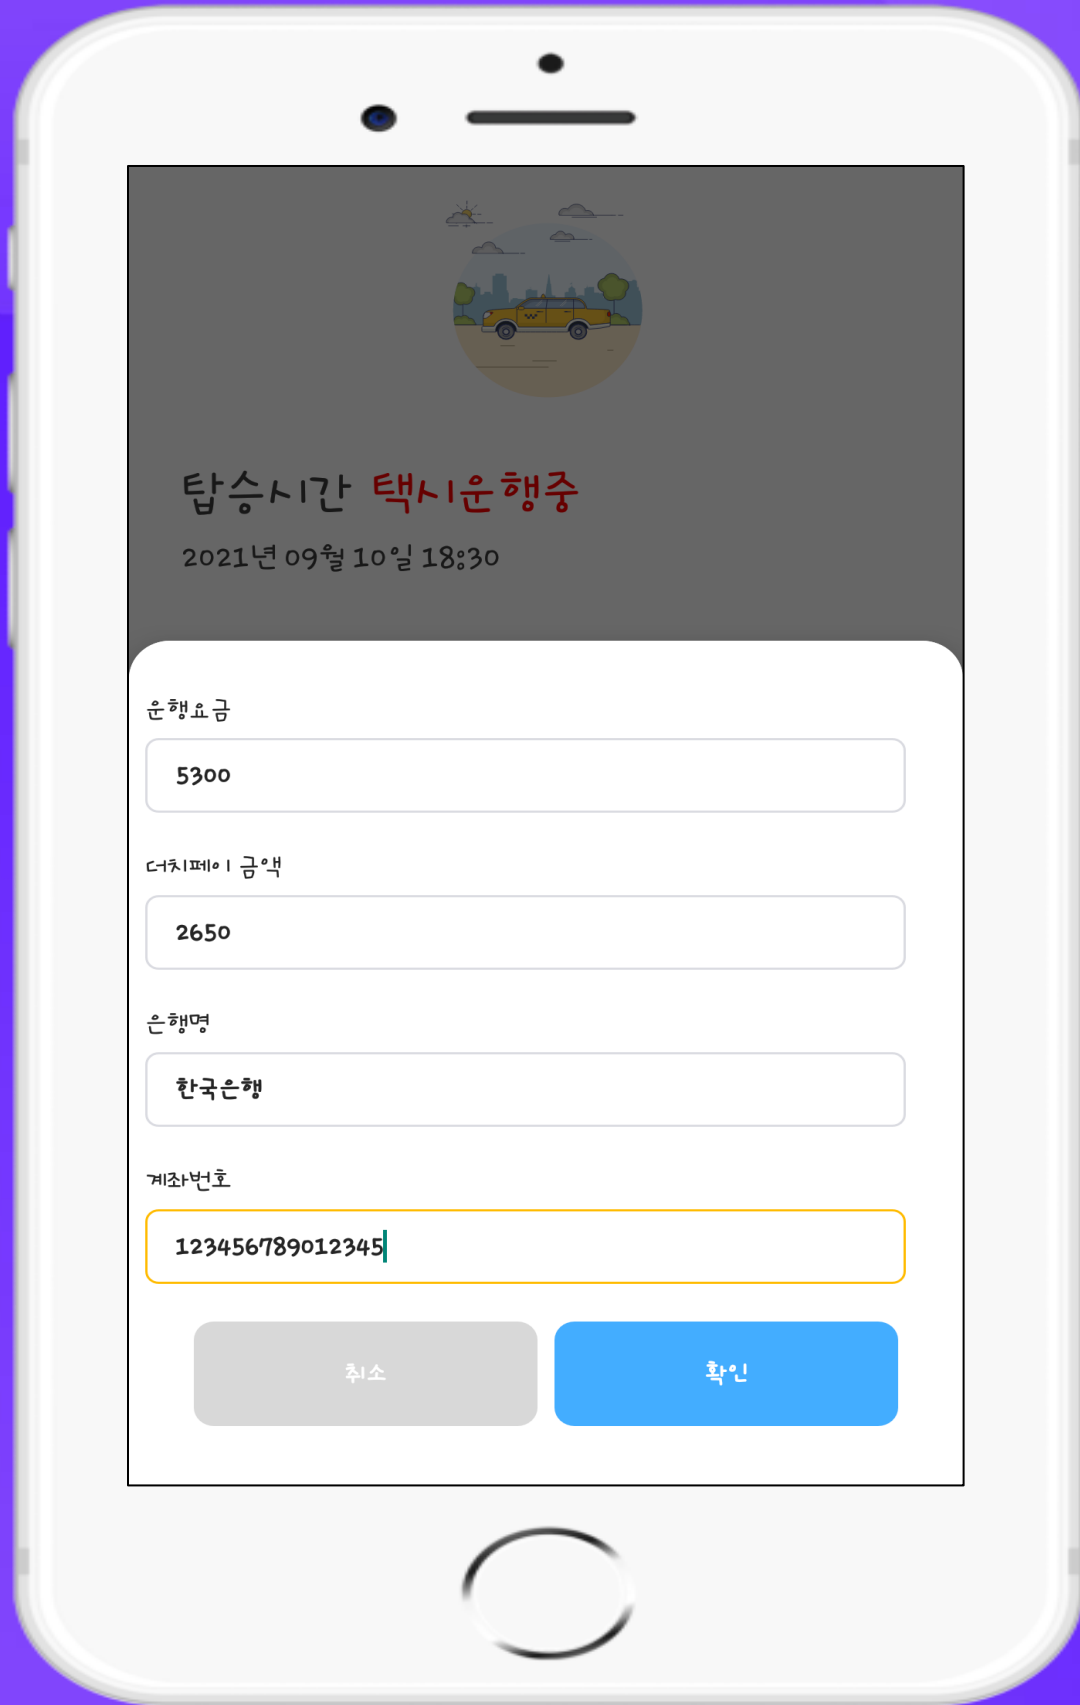 탑승시간 택시운행중
2021년 09월 10일 18:30
운행요금
5300
더치페이 금액
2650
은행명
한국은행
계좌번호
123456789012345
취소 확인